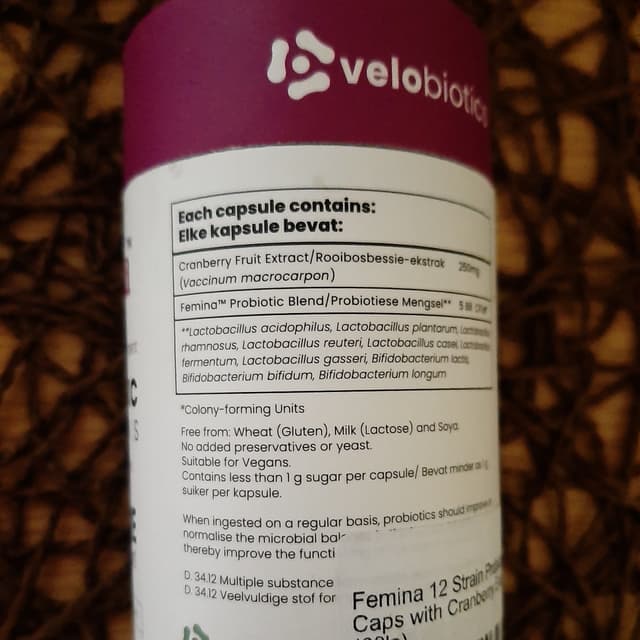 velobiotics
Each capsule contains:
Elke kapsule bevat:
Cranberry Fruit Extract/Rooibosbessie-ekstrak 250mg
(Vaccinum macrocarpon)
Femina™ Probiotic Blend/Probiotiese Mengsel**
**Lactobacillus acidophilus, Lactobacillus plantarum,
rhamnosus, Lactobacillus reuteri, Lactobacillus casei,
fermentum, Lactobacillus gasseri, Bifidobacterium lactis,
Bifidobacterium bifidum, Bifidobacterium longum
*Colony-forming Units
Free from: Wheat (Gluten), Milk (Lactose) and Soya.
No added preservatives or yeast.
Suitable for Vegans.
Contains less than 1 g sugar per capsule/ Bevat minder as 1 g
suiker per kapsule.
When ingested on a regular basis, probiotics should
normalise the microbial
thereby improve the
D. 34.12 Multiple substance
D. 34.12 Veelvuldige stof
Femina 12 Strain
Caps with Cranberry